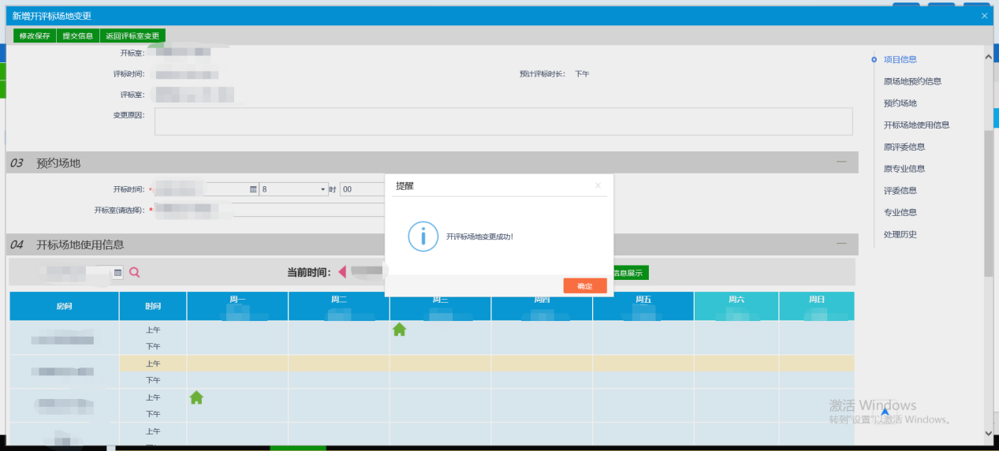 新增开评标场地变更
修改保存 提交信息 返回评标室变更
开标室:
评标时间: 预计评标时长: 下午
评标室:
变更原因:
项目信息
原场地预约信息
预约场地
开标场地使用信息
原评委信息
原专业信息
评委信息
专业信息
处理历史
03 预约场地
开标时间: * 8 时 00
开标室(请选择): *
提醒
开评标场地变更成功!
确定
04 开标场地使用信息
当前时间: 信息展示
房间 时间 周一 周二 周三 周四 周五 周六 周日
上午
下午
上午
下午
上午
下午
上午
激活 Windows
转到"设置"以激活 Windows。